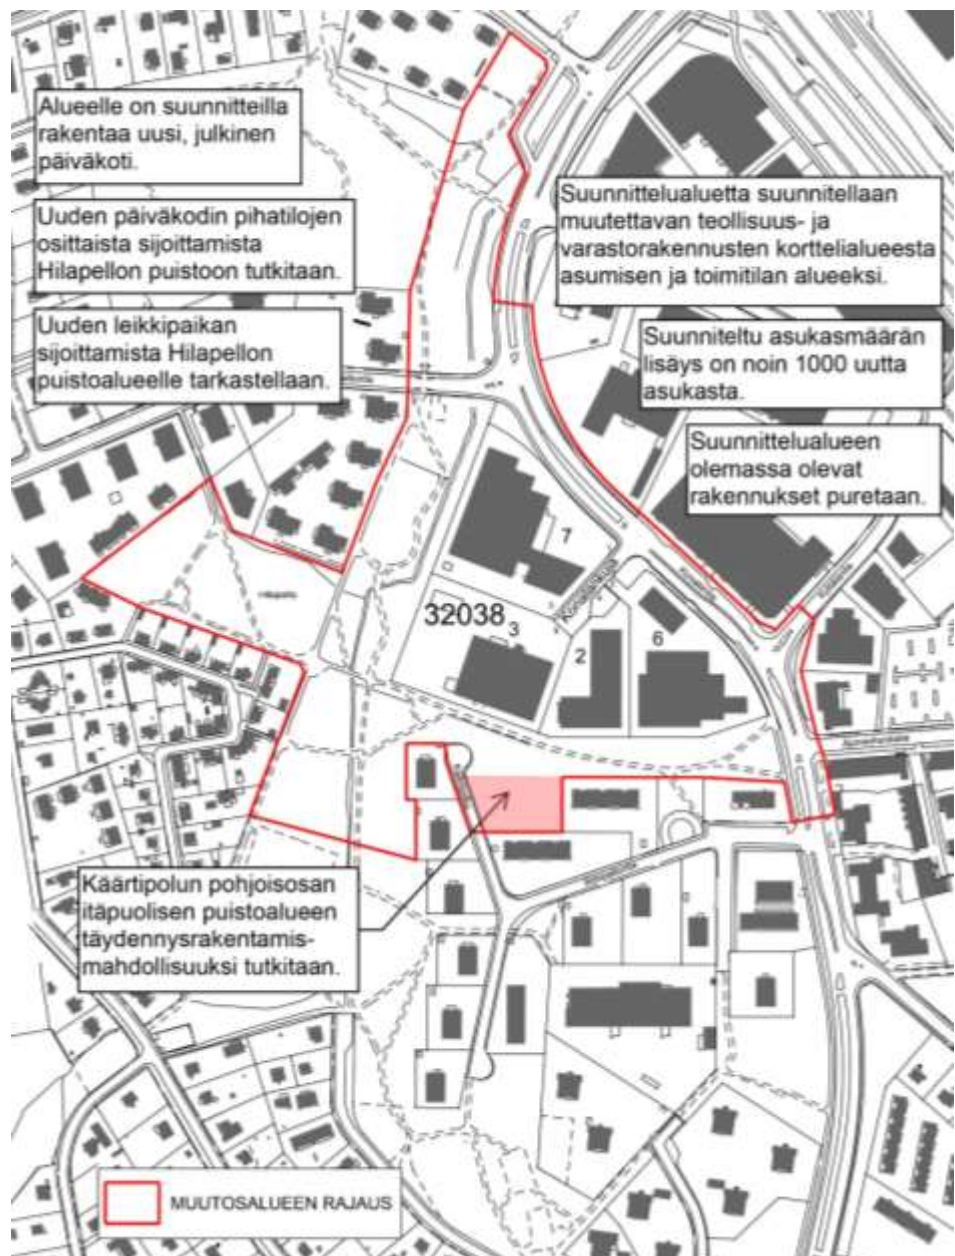 Alueelle on suunnitteilla
rakentaa uusi, julkinen
päiväkoti.
Uuden päiväkodin pihatilojen
osittaista sijoittamista
Hilapellon puistoon tutkitaan.
Uuden leikkipaikan
sijoittamista Hilapellon
puistoalueelle tarkastellaan.
Suunnittelualuetta suunnitellaan
muutettavan teollisuus- ja
varastorakennusten korttelialueesta
asumisen ja toimitilan alueeksi.
Suunniteltu asukasmäärän
lisäys on noin 1000 uutta
asukasta.
Suunnittelualueen
olemassa olevat
rakennukset puretaan.
7
32038
3
2
6
Käärtipolun pohjoisosan
itäpuolisen puistoalueen
täydennysrakentamis-
mahdollisuuksi tutkitaan.
MUUTOSALUEEN RAJAUS